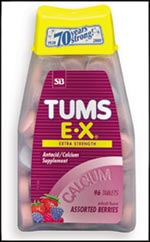 70 years
strong!
SB
TUMS
E·X®
EXTRA STRENGTH
Antacid/Calcium
Supplement
CALCIUM
96 TABLETS
ASSORTED BERRIES